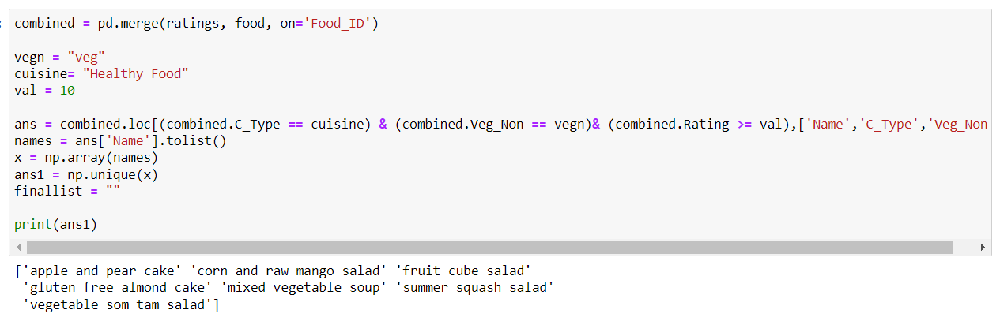 combined = pd.merge(ratings, food, on='Food_ID')
vegn = "veg"
cuisine= "Healthy Food"
val = 10
ans = combined.loc[(combined.C_Type == cuisine) & (combined.Veg_Non == vegn)& (combined.Rating >= val),['Name','C_Type','Veg_Non'
names = ans['Name'].tolist()
x = np.array(names)
ans1 = np.unique(x)
finallist = ""
print(ans1)
['apple and pear cake' 'corn and raw mango salad' 'fruit cube salad'
'gluten free almond cake' 'mixed vegetable soup' 'summer squash salad'
'vegetable som tam salad']